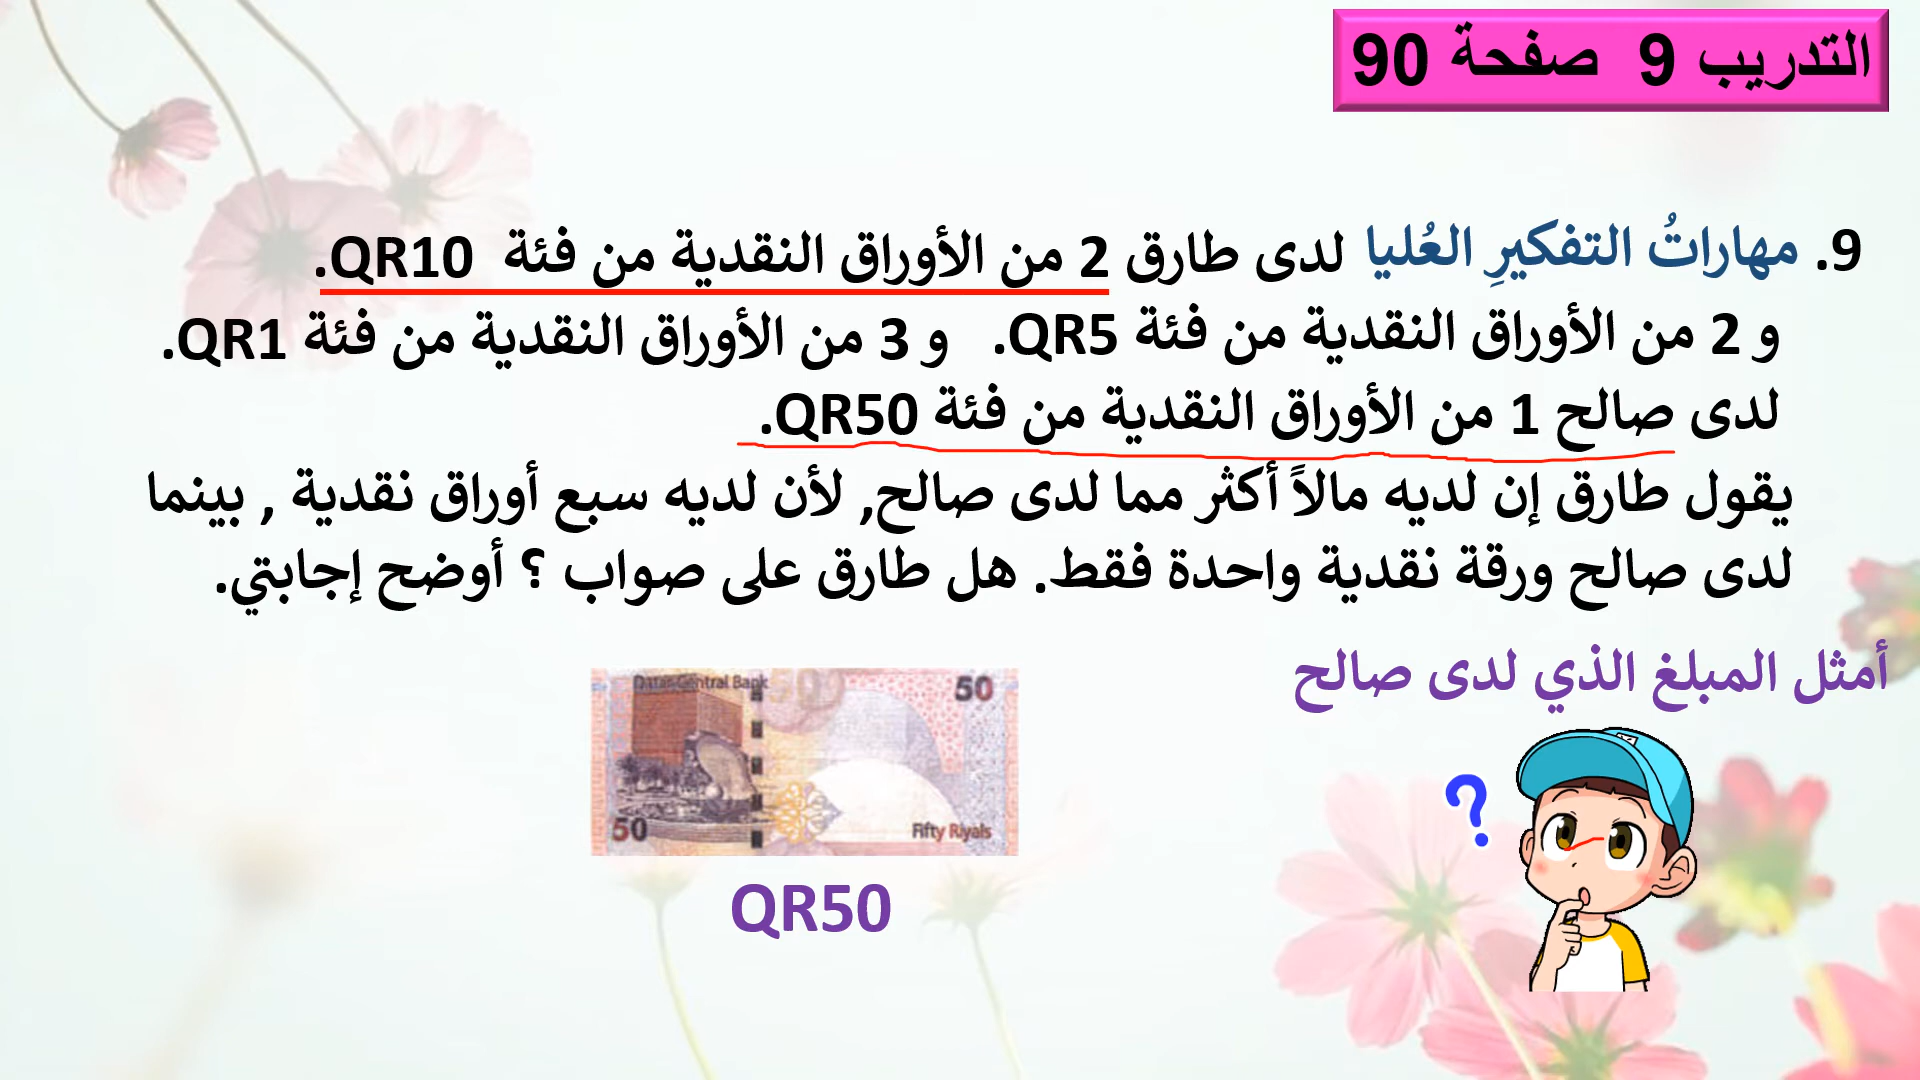 التدريب 9 صفحة 90
9. مهاراتُ التفكيرِ العُليا لدى طارق 2 من الأوراق النقدية من فئة QR10.
و 2 من الأوراق النقدية من فئة QR5. و 3 من الأوراق النقدية من فئة QR1.
لدى صالح 1 من الأوراق النقدية من فئة QR50.
يقول طارق إن لديه مالاً أكثر مما لدى صالح, لأن لديه سبع أوراق نقدية , بينما
لدى صالح ورقة نقدية واحدة فقط. هل طارق على صواب ؟ أوضح إجابتي.
أمثل المبلغ الذي لدى صالح
Qatar Central Bank
50
50
Fifty Riyals
QR50
?